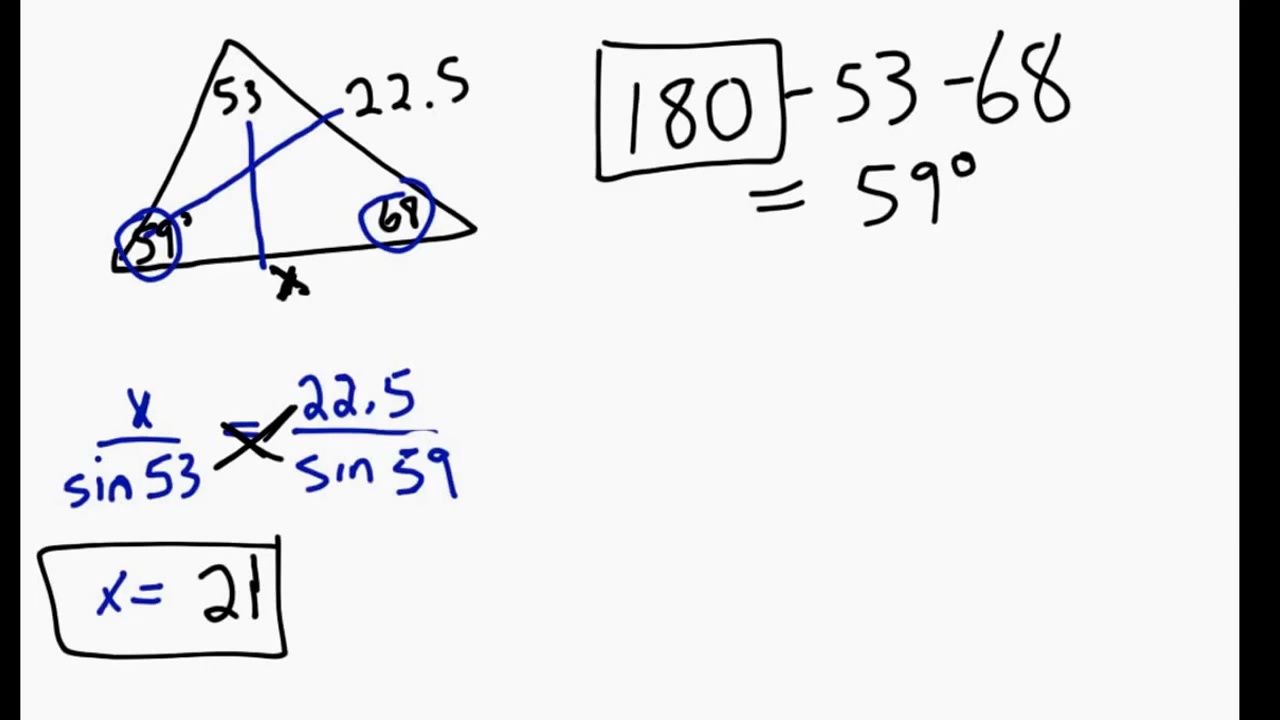 53
22.5
59°
68
x
180 - 53 - 68
= 59°
x/sin 53 = 22.5/sin 59
x = 21